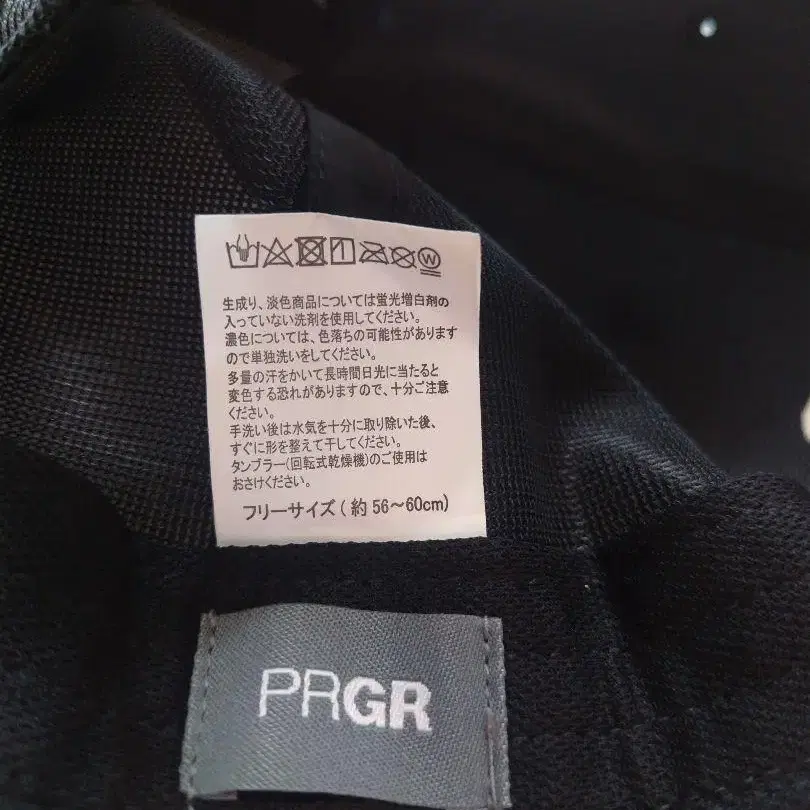 生成り、淡色商品については蛍光増白剤の
入っていない洗剤を使用してください。
濃色については、色落ちの可能性があります
ので単独洗いをしてください。
多量の汗をかいて長時間日光に当たると
変色する恐れがありますので、十分ご注意
ください。
手洗い後は水気を十分に取り除いた後、
すぐに形を整えて干してください。
タンブラー(回転式乾燥機)のご使用は
おさけください。
フリーサイズ(約56～60cm)
PRGR